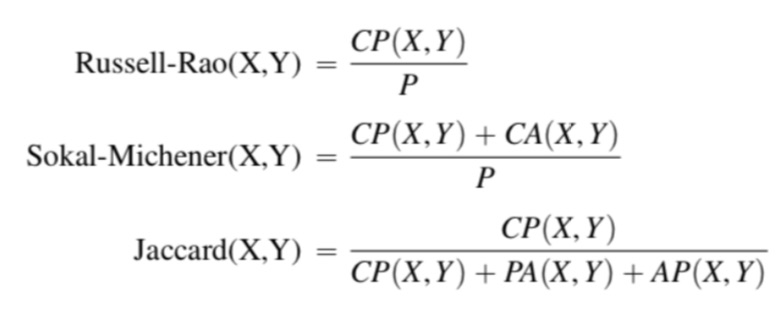 Russell-Rao(X,Y) = CP(X,Y) / P
Sokal-Michener(X,Y) = CP(X,Y) + CA(X,Y) / P
Jaccard(X,Y) = CP(X,Y) / CP(X,Y) + PA(X,Y) + AP(X,Y)